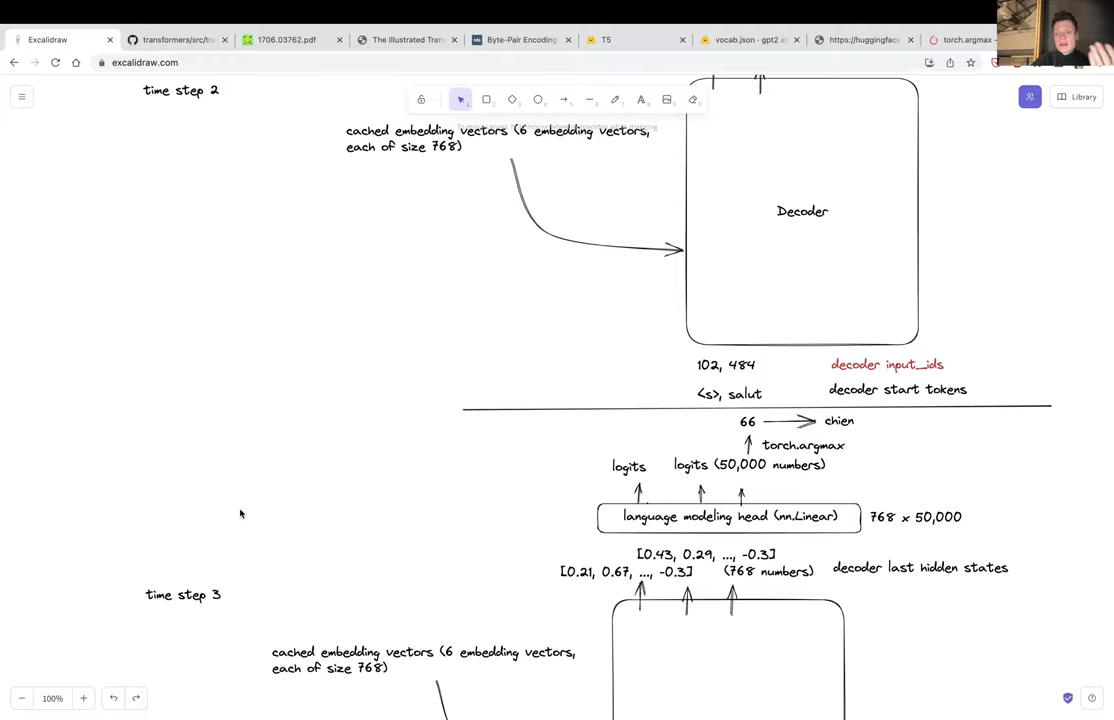 Excalidraw
transformers/src/tra
1706.03762.pdf
The Illustrated Trans
Byte-Pair Encoding
T5
vocab.json · gpt2 a
https://huggingface
torch.argmax
excalidraw.com
Library
time step 2
cached embedding vectors (6 embedding vectors,
each of size 768)
Decoder
102, 484
decoder input_ids
<s>, salut
decoder start tokens
66
chien
torch.argmax
logits
logits (50,000 numbers)
language modeling head (nn.Linear)
768 x 50,000
[0.43, 0.29, ..., -0.3]
[0.21, 0.67, ..., -0.3]
(768 numbers)
decoder last hidden states
time step 3
cached embedding vectors (6 embedding vectors,
each of size 768)
100%